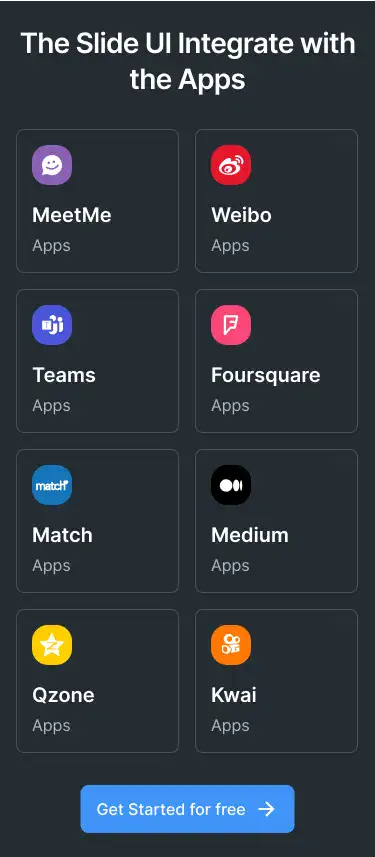 The Slide UI Integrate with
the Apps
MeetMe
Apps
Weibo
Apps
Teams
Apps
Foursquare
Apps
match
Match
Apps
Medium
Apps
Qzone
Apps
Kwai
Apps
Get Started for free